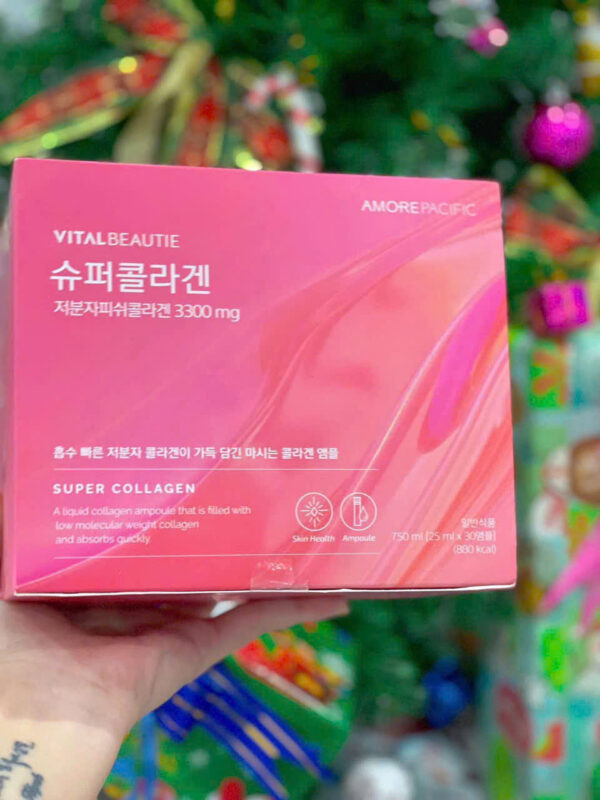 AMOREPACIFIC
VITALBEAUTIE
슈퍼콜라겐
저분자피쉬콜라겐 3300 mg
흡수 빠른 저분자 콜라겐이 가득 담긴 마시는 콜라겐 앰플
SUPER COLLAGEN
A liquid collagen ampoule that is filled with
low molecular weight collagen
and absorbs quickly
Skin Health
Ampoule
일반식품
750 ml [25 ml x 30앰플]
(880 kcal)